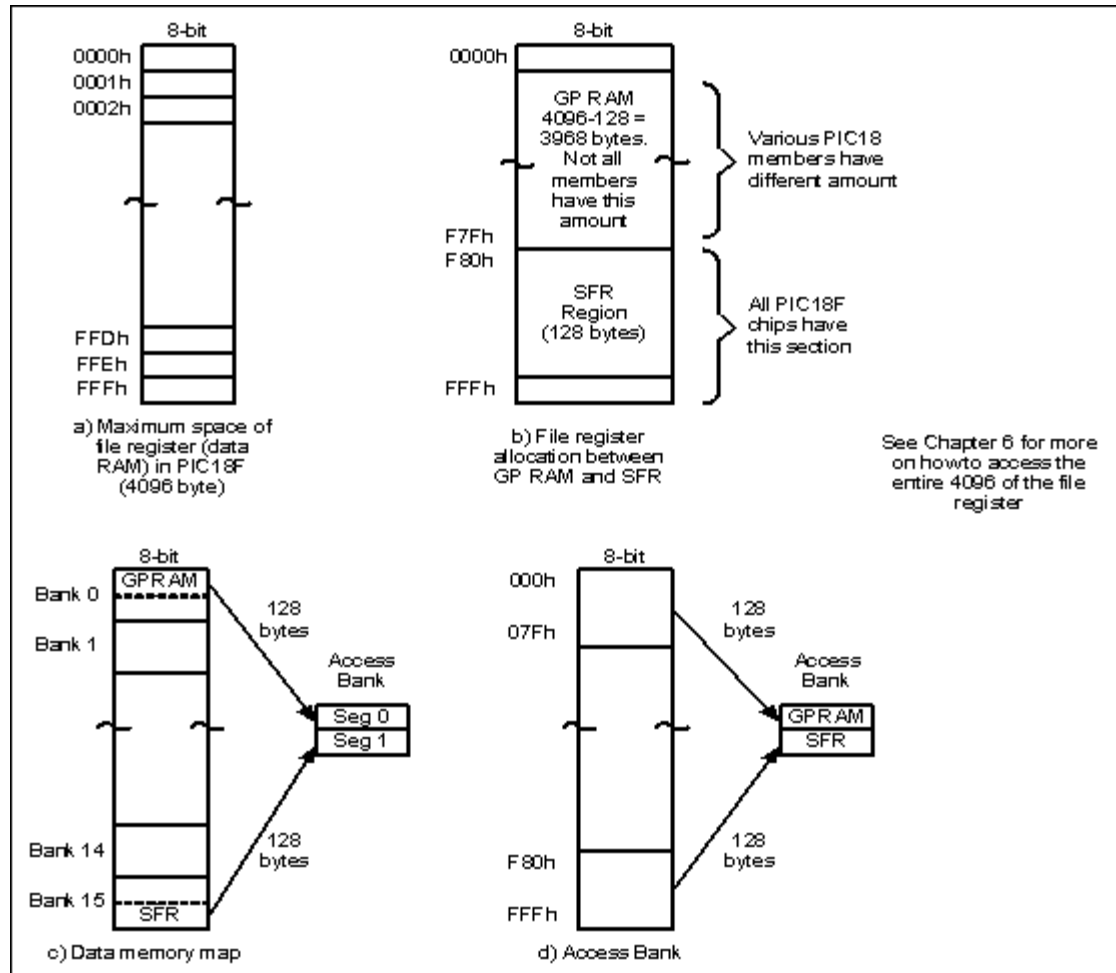 8-bit
0000h
0001h
0002h
FFDh
FFEh
FFFh
a) Maximum space of
file register (data
RAM) in PIC18F
(4096 byte)
8-bit
0000h
GP RAM
4096-128 =
3968 bytes.
Not all
members
have this
amount
F7Fh
F80h
SFR
Region
(128 bytes)
FFFh
Various PIC18
members have
different amount
All PIC18F
chips have
this section
b) File register
allocation between
GP RAM and SFR
See Chapter 6 for more
on how to access the
entire 4096 of the file
register
8-bit
GP RAM
Bank 0
Bank 1
Bank 14
Bank 15
SFR
128
bytes
Access
Bank
Seg 0
Seg 1
128
bytes
c) Data memory map
8-bit
000h
07Fh
F80h
FFFh
128
bytes
Access
Bank
GPRAM
SFR
128
bytes
d) Access Bank